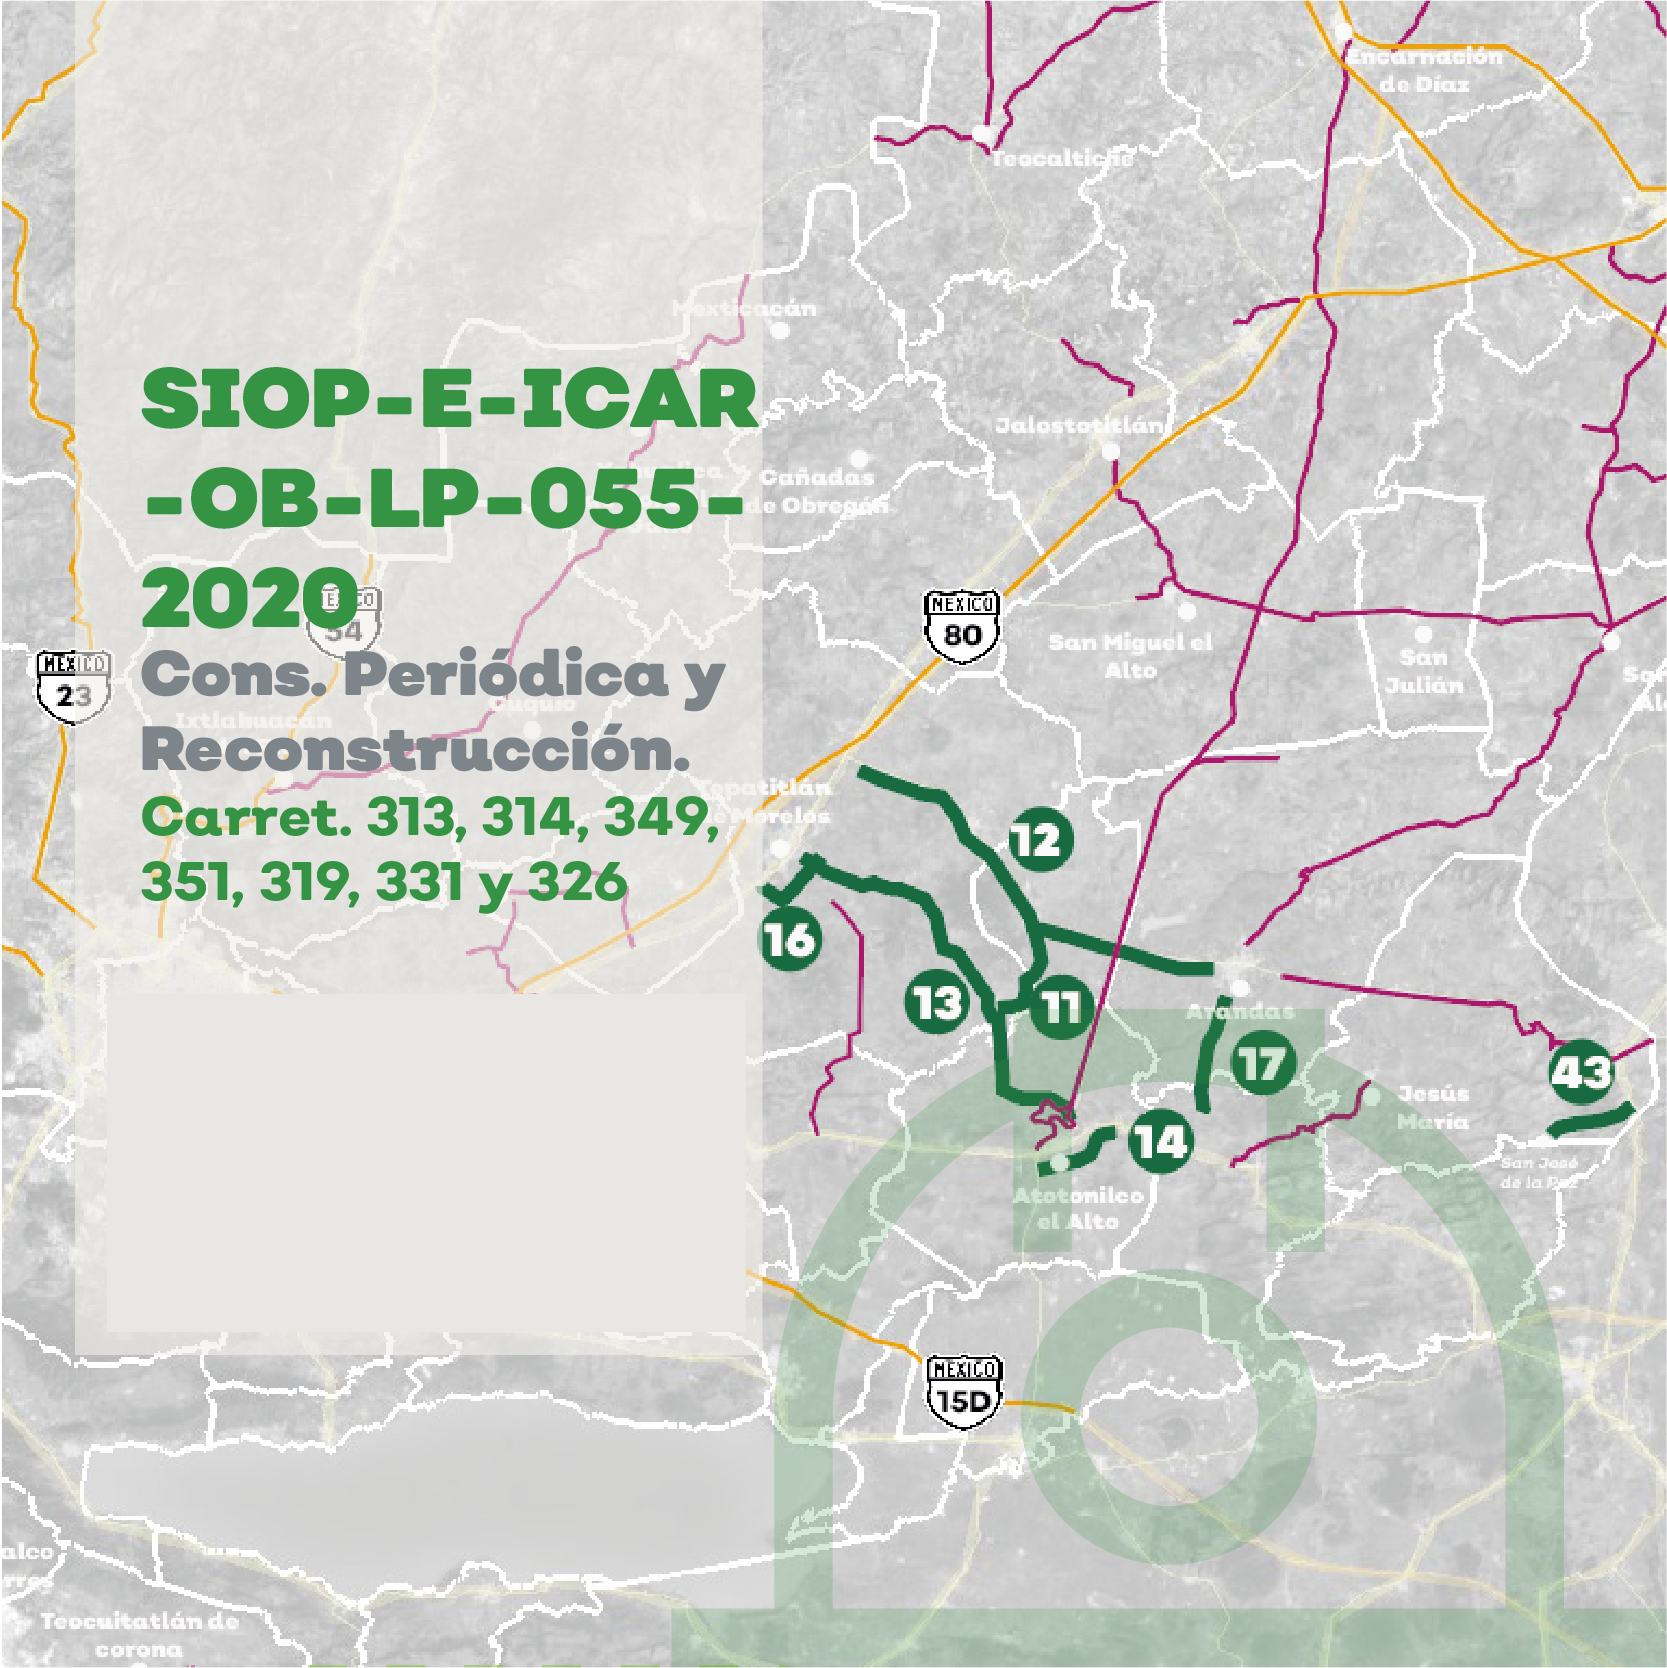 Encarnación
de Díaz
Teocaltiche
Mexticacán
SIOP-E-ICAR
-OB-LP-055-
2020
Cons. Periódica y
Reconstrucción.
Carret. 313, 314, 349,
351, 319, 331 y 326
Jalostotitlán
Cañadas
de Obregón
MEXICO
54
MEXICO
80
MEXICO
23
San Miguel el
Alto
San
Julián
San
Cuquío
Ixtlahuacán
Tepatitlán
de Morelos
12
16
13
11
Arandas
17
43
Jesús
María
14
San José
de la Paz
Atotonilco
el Alto
MEXICO
15D
Teocuitatlán de
corona